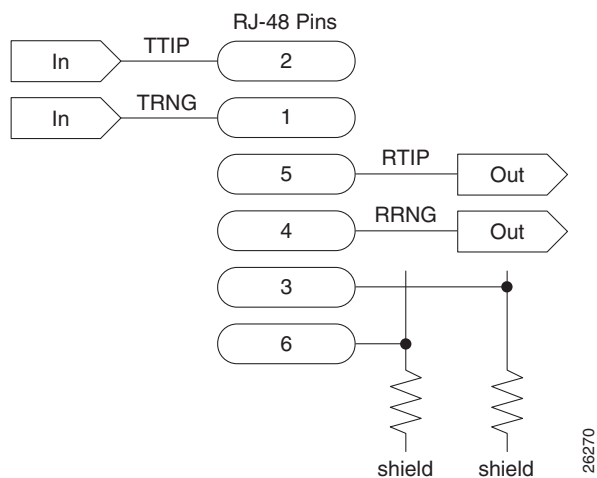 RJ-48 Pins
In
TTIP
2
In
TRNG
1
5
RTIP
Out
4
RRNG
Out
3
6
shield
shield
26270